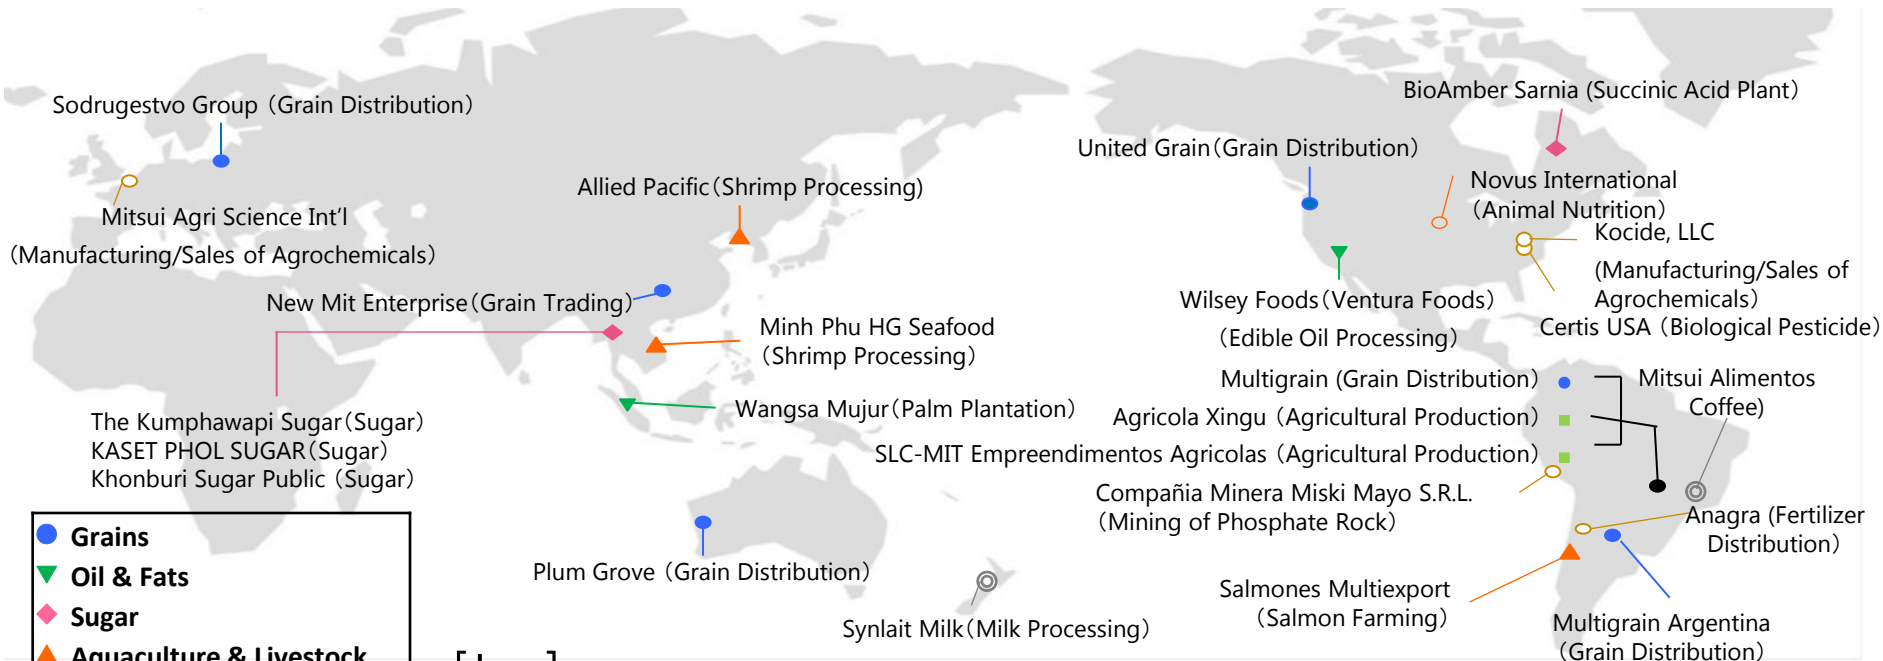 Sodrugestvo Group (Grain Distribution)
BioAmber Sarnia (Succinic Acid Plant)
United Grain(Grain Distribution)
Allied Pacific(Shrimp Processing)
Novus International
(Animal Nutrition)
Mitsui Agri Science Int'l
(Manufacturing/Sales of Agrochemicals)
Kocide, LLC
(Manufacturing/Sales of
Agrochemicals)
New Mit Enterprise(Grain Trading)
Wilsey Foods(Ventura Foods)
(Edible Oil Processing)
Certis USA (Biological Pesticide)
Minh Phu HG Seafood
(Shrimp Processing)
Multigrain (Grain Distribution)
Mitsui Alimentos
Coffee)
Wangsa Mujur(Palm Plantation)
Agricola Xingu (Agricultural Production)
The Kumphawapi Sugar(Sugar)
KASET PHOL SUGAR(Sugar)
Khonburi Sugar Public (Sugar)
SLC-MIT Empreendimentos Agricolas (Agricultural Production)
Compañia Minera Miski Mayo S.R.L.
(Mining of Phosphate Rock)
Anagra (Fertilizer
Distribution)
Plum Grove (Grain Distribution)
Synlait Milk(Milk Processing)
Salmones Multiexport
(Salmon Farming)
Multigrain Argentina
(Grain Distribution)
Grains
Oil & Fats
Sugar
Aquaculture & Livestock